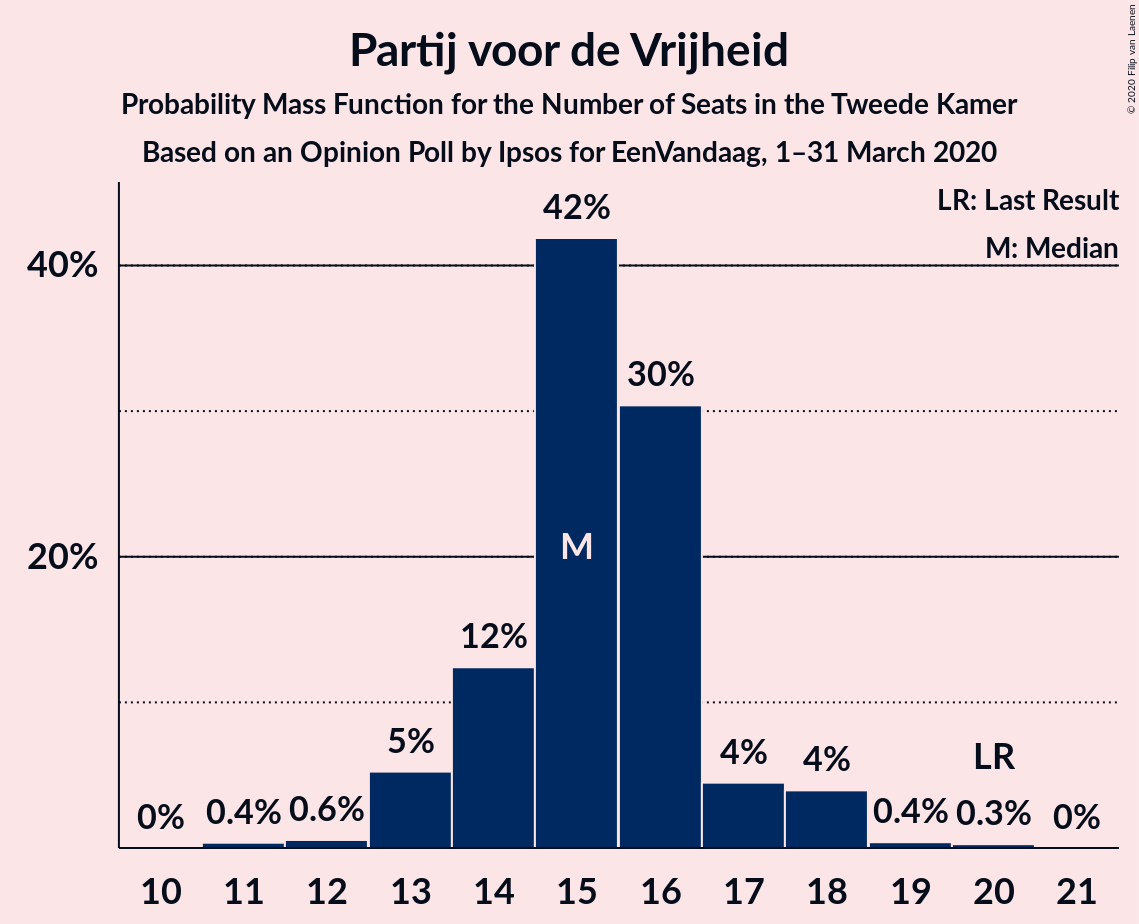 Partij voor de Vrijheid
Probability Mass Function for the Number of Seats in the Tweede Kamer
Based on an Opinion Poll by Ipsos for EenVandaag, 1–31 March 2020
© 2020 Filip van Laenen
LR: Last Result
M: Median
40%
20%
0%
0.4%
0.6%
5%
12%
42%
M
30%
4%
4%
0.4%
LR
0.3%
0%
10 11 12 13 14 15 16 17 18 19 20 21